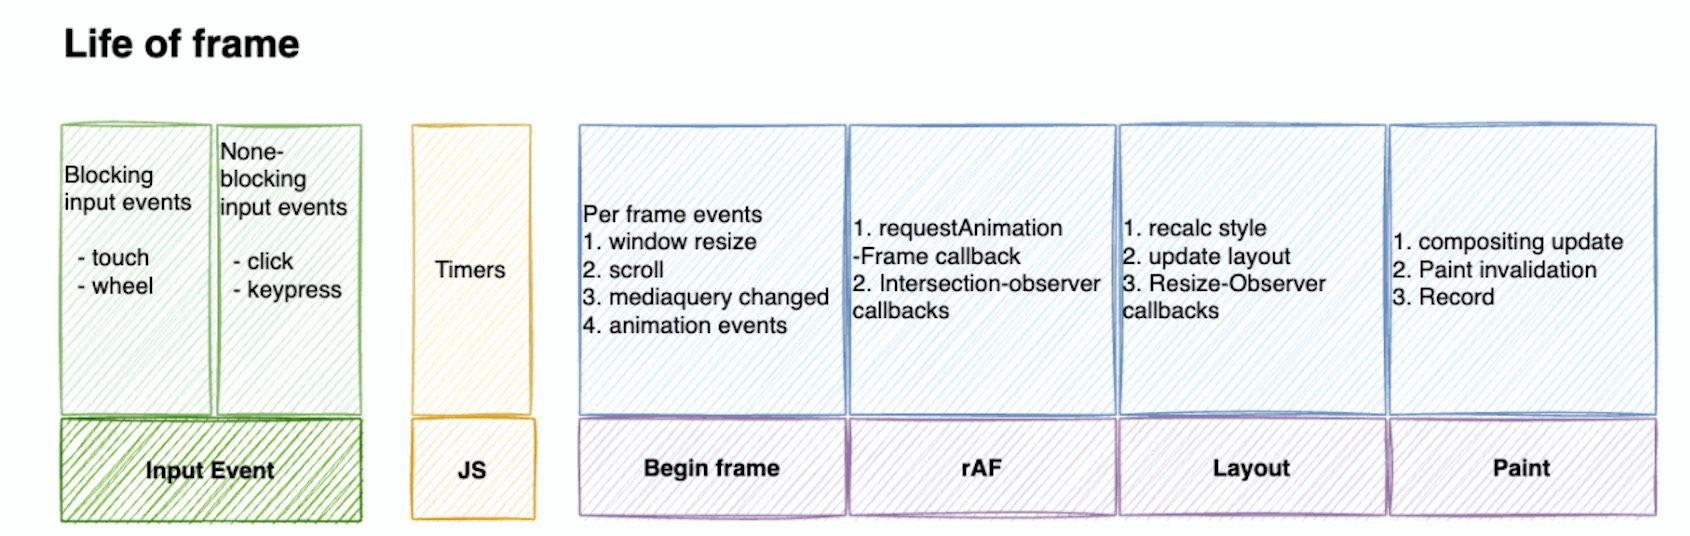 Life of frame
Blocking
input events
- touch
- wheel
None-
blocking
input events
- click
- keypress
Input Event
Timers
JS
Per frame events
1. window resize
2. scroll
3. mediaquery changed
4. animation events
Begin frame
1. requestAnimation
-Frame callback
2. Intersection-observer
callbacks
rAF
1. recalc style
2. update layout
3. Resize-Observer
callbacks
Layout
1. compositing update
2. Paint invalidation
3. Record
Paint